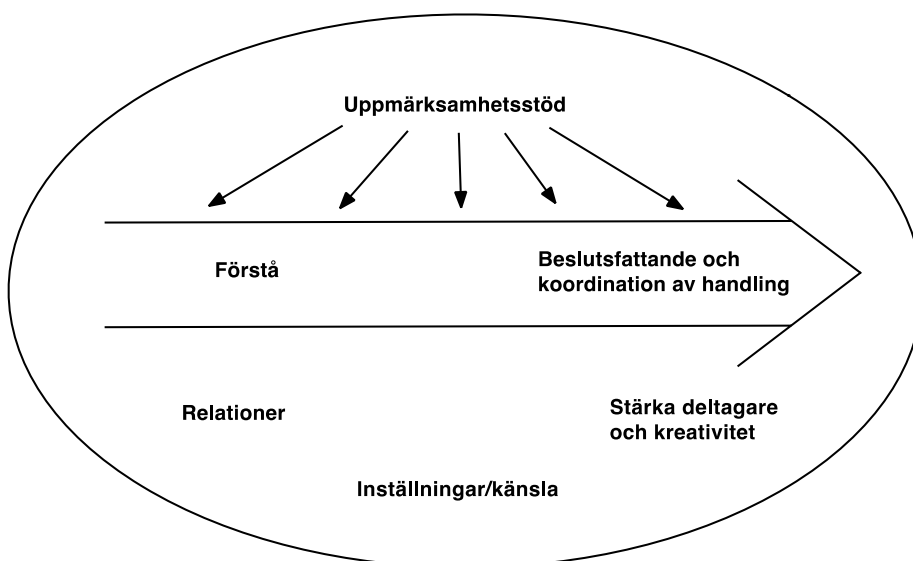 Uppmärksamhetsstöd
Förstå
Beslutsfattande och
koordination av handling
Relationer
Stärka deltagare
och kreativitet
Inställningar/känsla